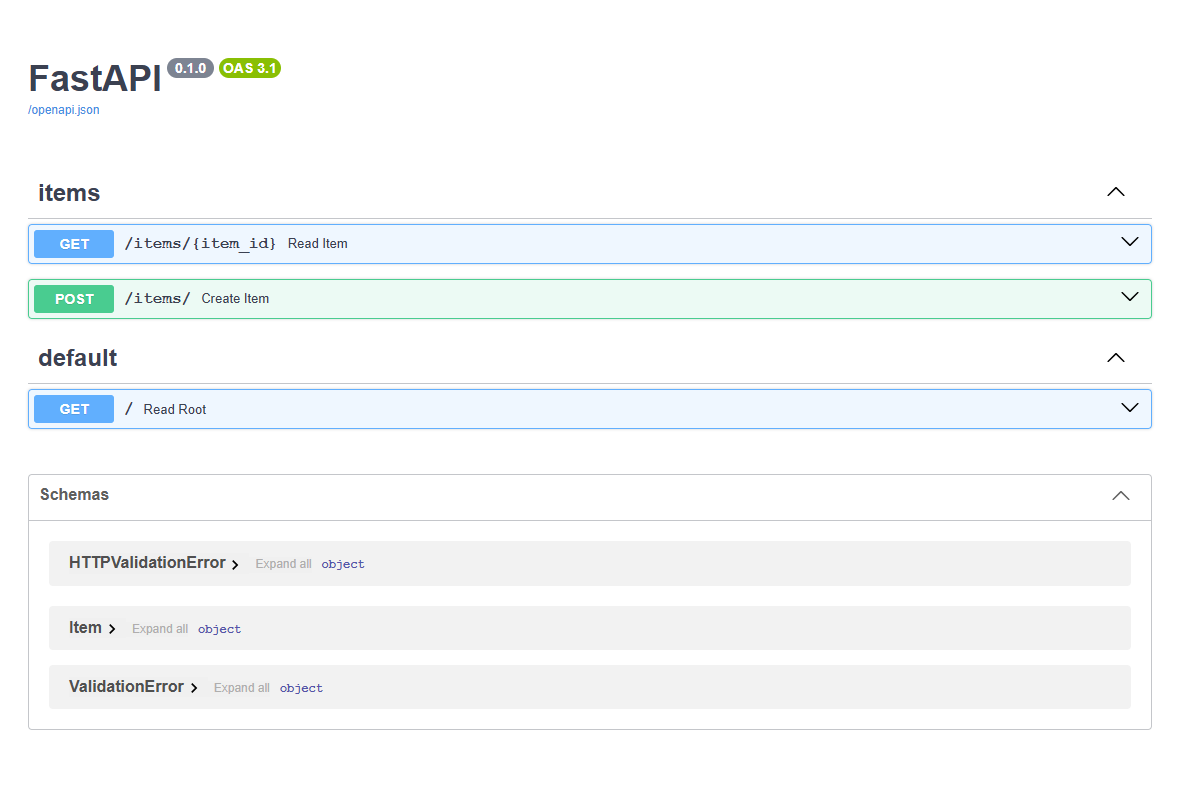 FastAPI 0.1.0 OAS 3.1
/openapi.json
items
GET /items/{item_id} Read Item
POST /items/ Create Item
default
GET / Read Root
Schemas
HTTPValidationError Expand all object
Item Expand all object
ValidationError Expand all object